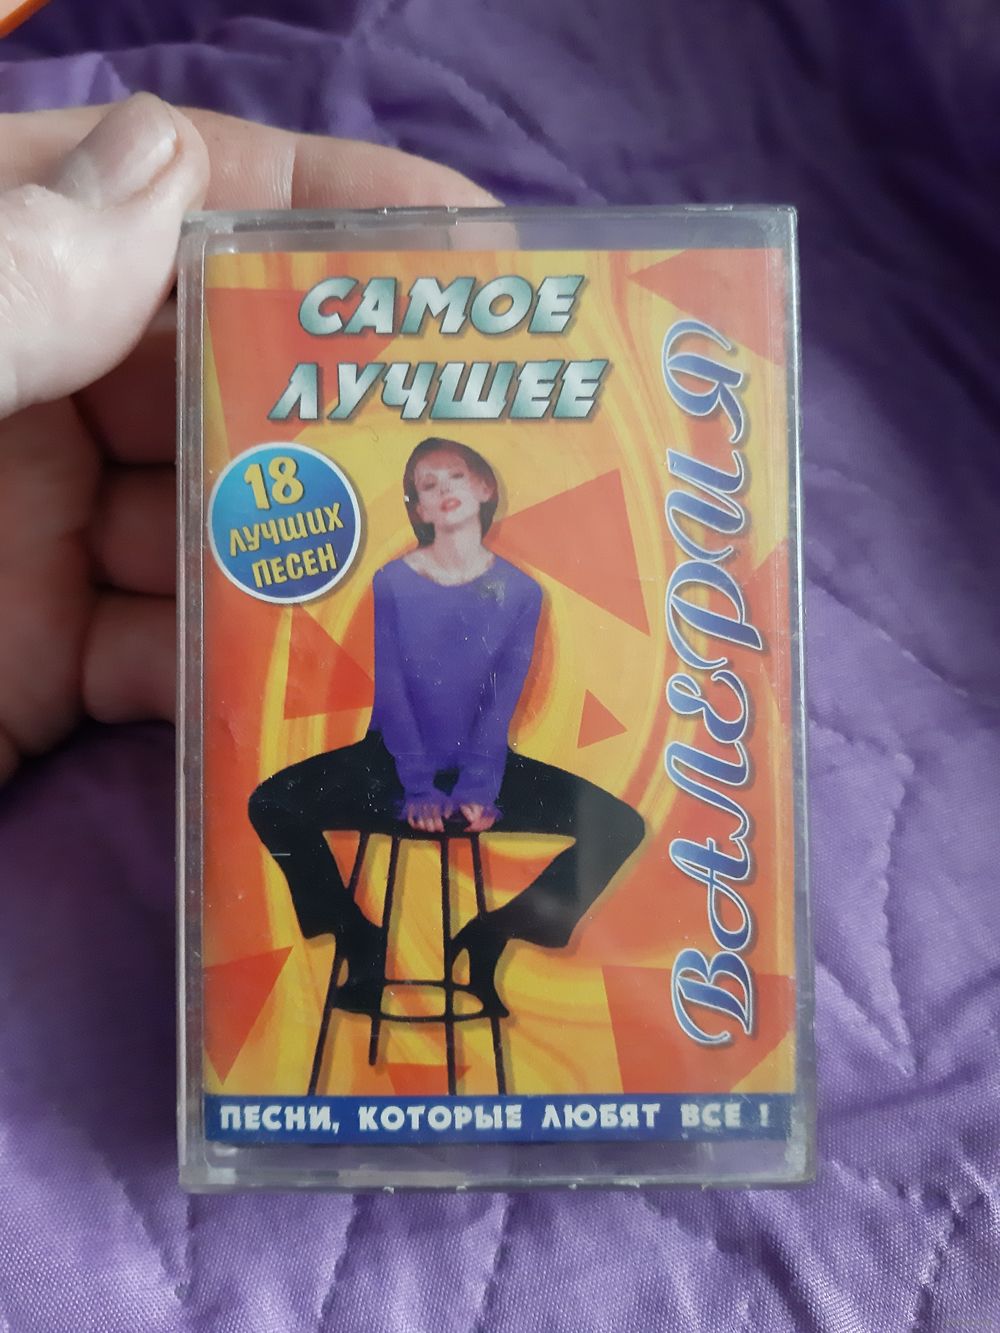 САМОЕ
ЛУЧШЕЕ
18
ЛУЧШИХ
ПЕСЕН
ВАЛЕРИЯ
ПЕСНИ, КОТОРЫЕ ЛЮБЯТ ВСЕ !